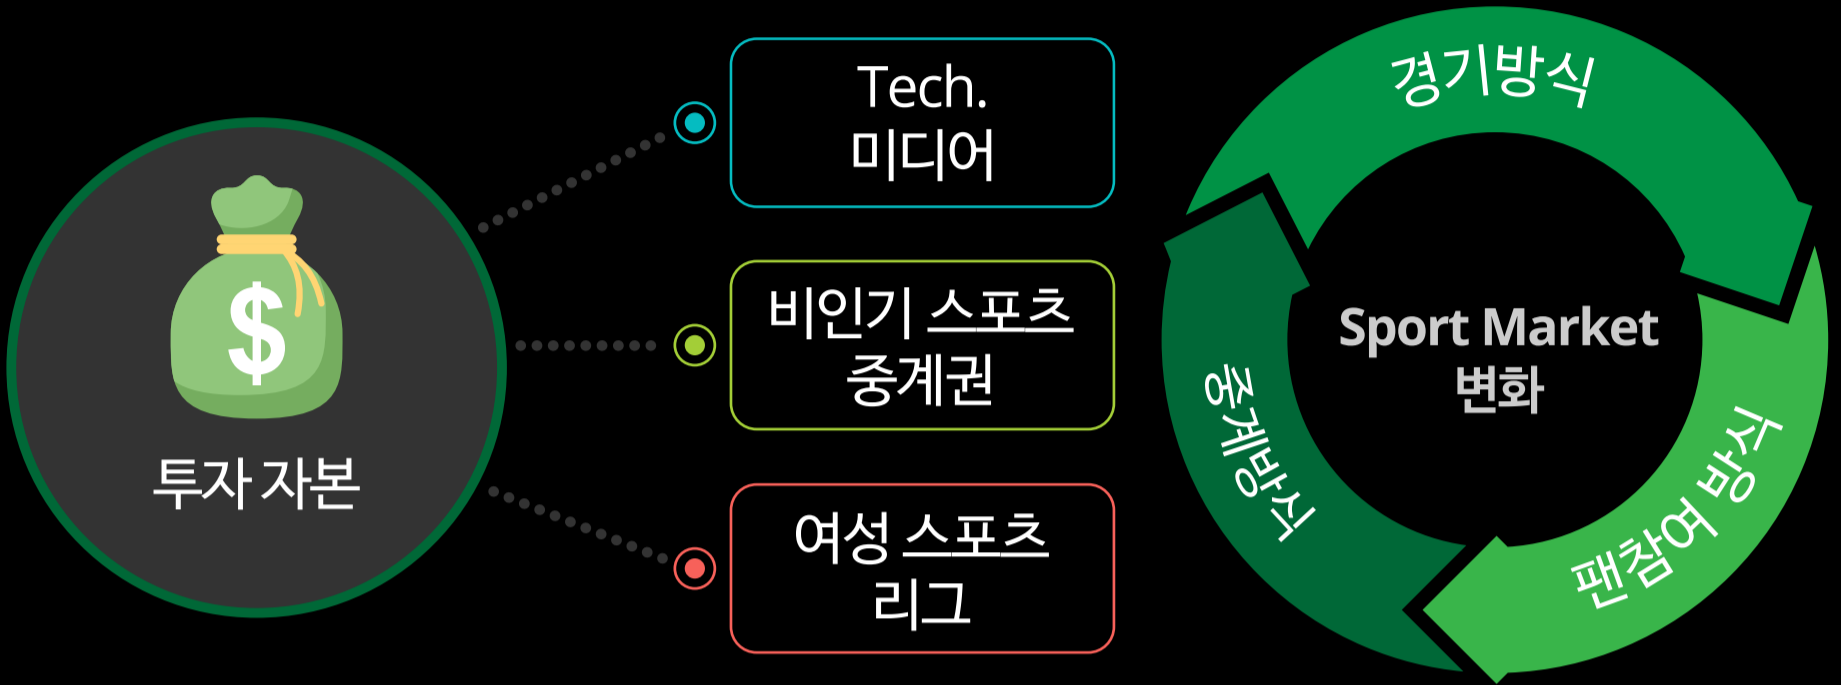 $
투자 자본
Tech.
미디어
비인기 스포츠
중계권
여성 스포츠
리그
경기방식
팬참여 방식
중계방식
Sport Market
변화